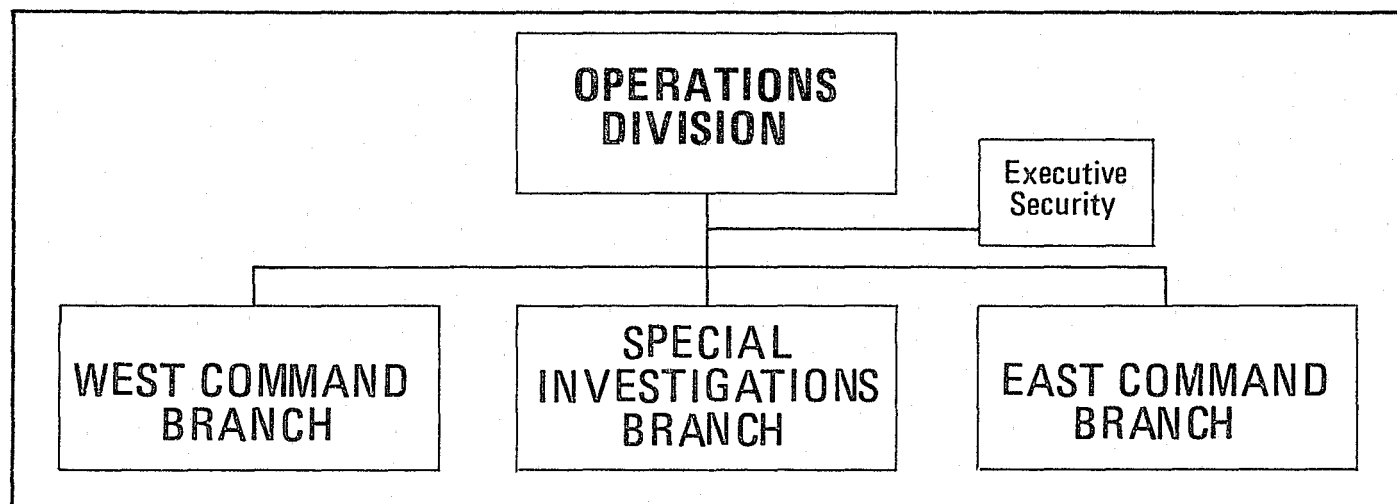 OPERATIONS
DIVISION
Executive
Security
WEST COMMAND
BRANCH
SPECIAL
INVESTIGATIONS
BRANCH
EAST COMMAND
BRANCH